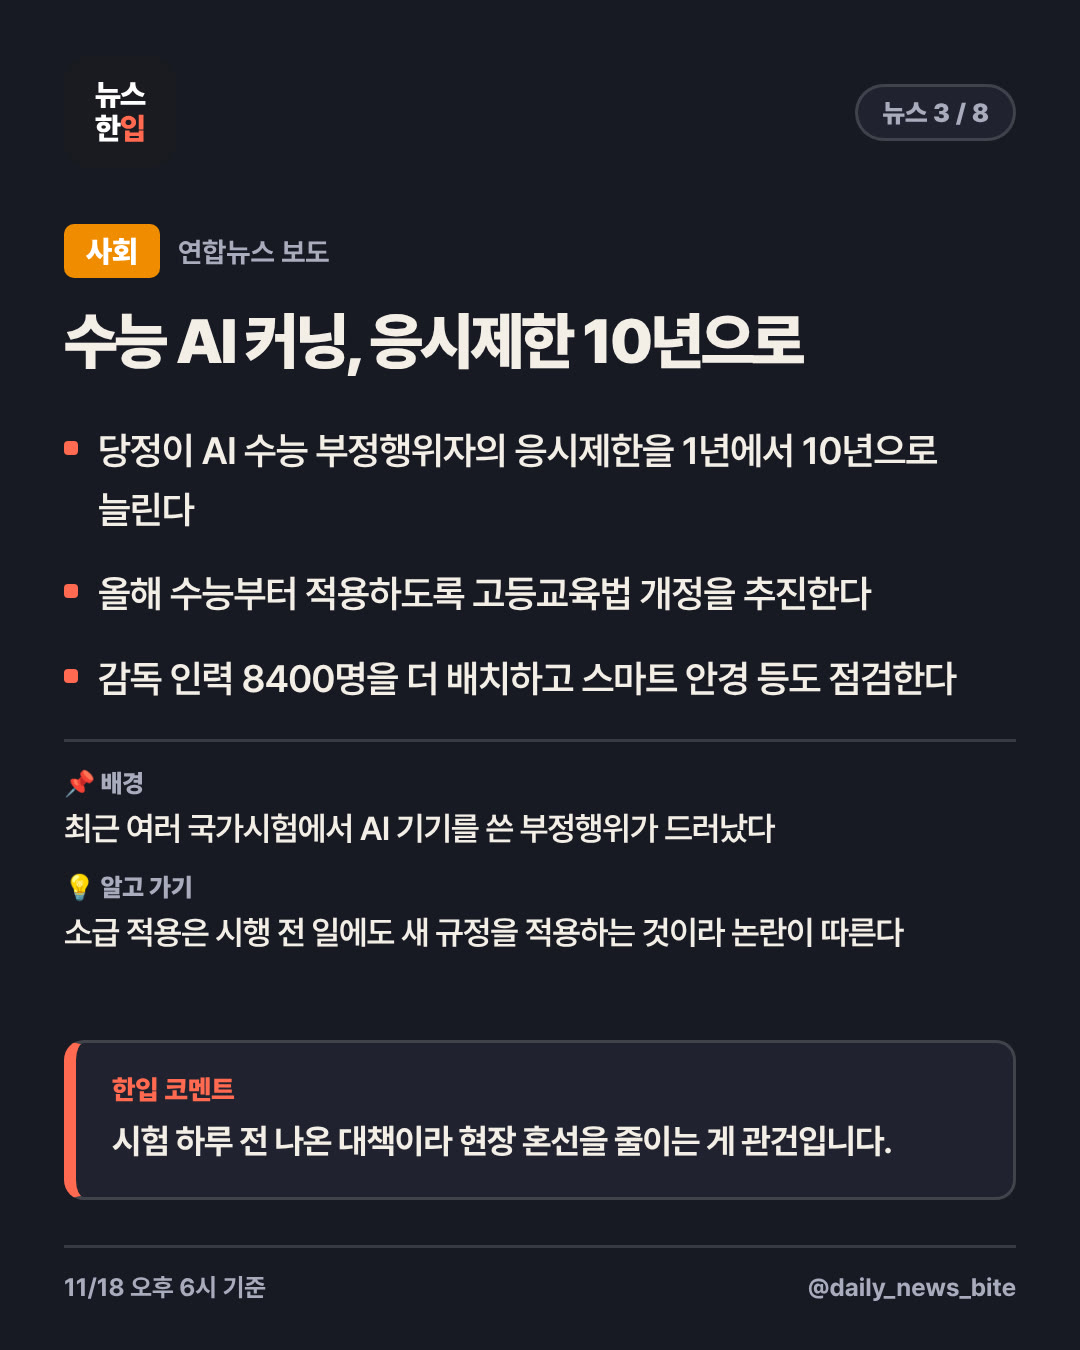 뉴스
한입
뉴스 3 / 8
사회 연합뉴스 보도
수능 AI 커닝, 응시제한 10년으로
당정이 AI 수능 부정행위자의 응시제한을 1년에서 10년으로
늘린다
올해 수능부터 적용하도록 고등교육법 개정을 추진한다
감독 인력 8400명을 더 배치하고 스마트 안경 등도 점검한다
📌 배경
최근 여러 국가시험에서 AI 기기를 쓴 부정행위가 드러났다
💡 알고 가기
소급 적용은 시행 전 일에도 새 규정을 적용하는 것이라 논란이 따른다
한입 코멘트
시험 하루 전 나온 대책이라 현장 혼선을 줄이는 게 관건입니다.
11/18 오후 6시 기준
@daily_news_bite